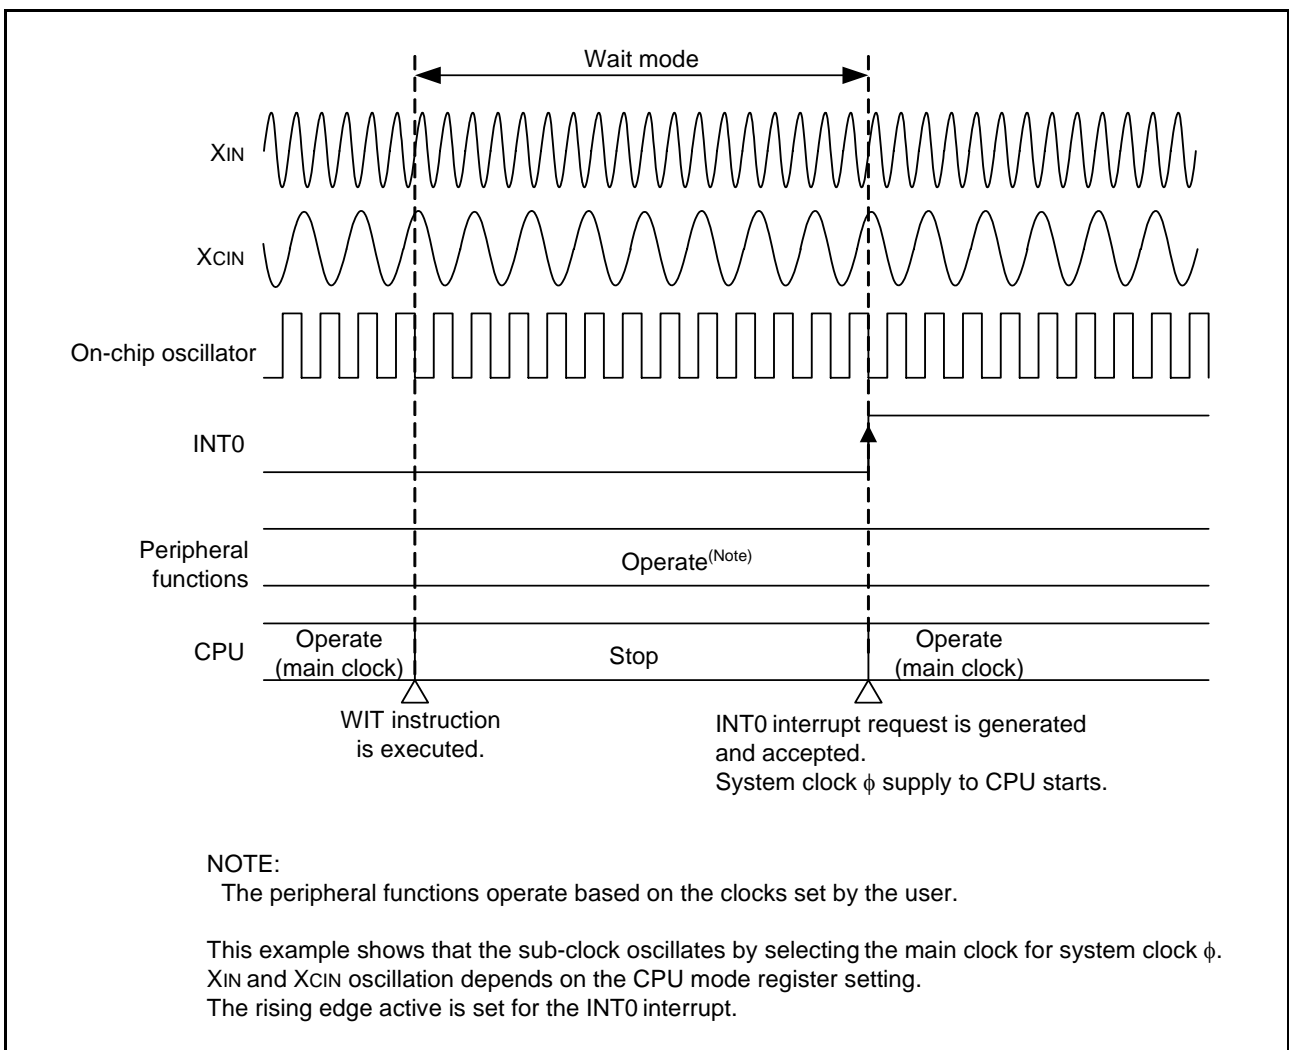 Wait mode
XIN
XCIN
On-chip oscillator
INT0
Peripheral
functions
Operate(Note)
CPU
Operate
(main clock)
Stop
Operate
(main clock)
WIT instruction
is executed.
INT0 interrupt request is generated
and accepted.
System clock ϕ supply to CPU starts.
NOTE:
The peripheral functions operate based on the clocks set by the user.
This example shows that the sub-clock oscillates by selecting the main clock for system clock ϕ.
XIN and XCIN oscillation depends on the CPU mode register setting.
The rising edge active is set for the INT0 interrupt.